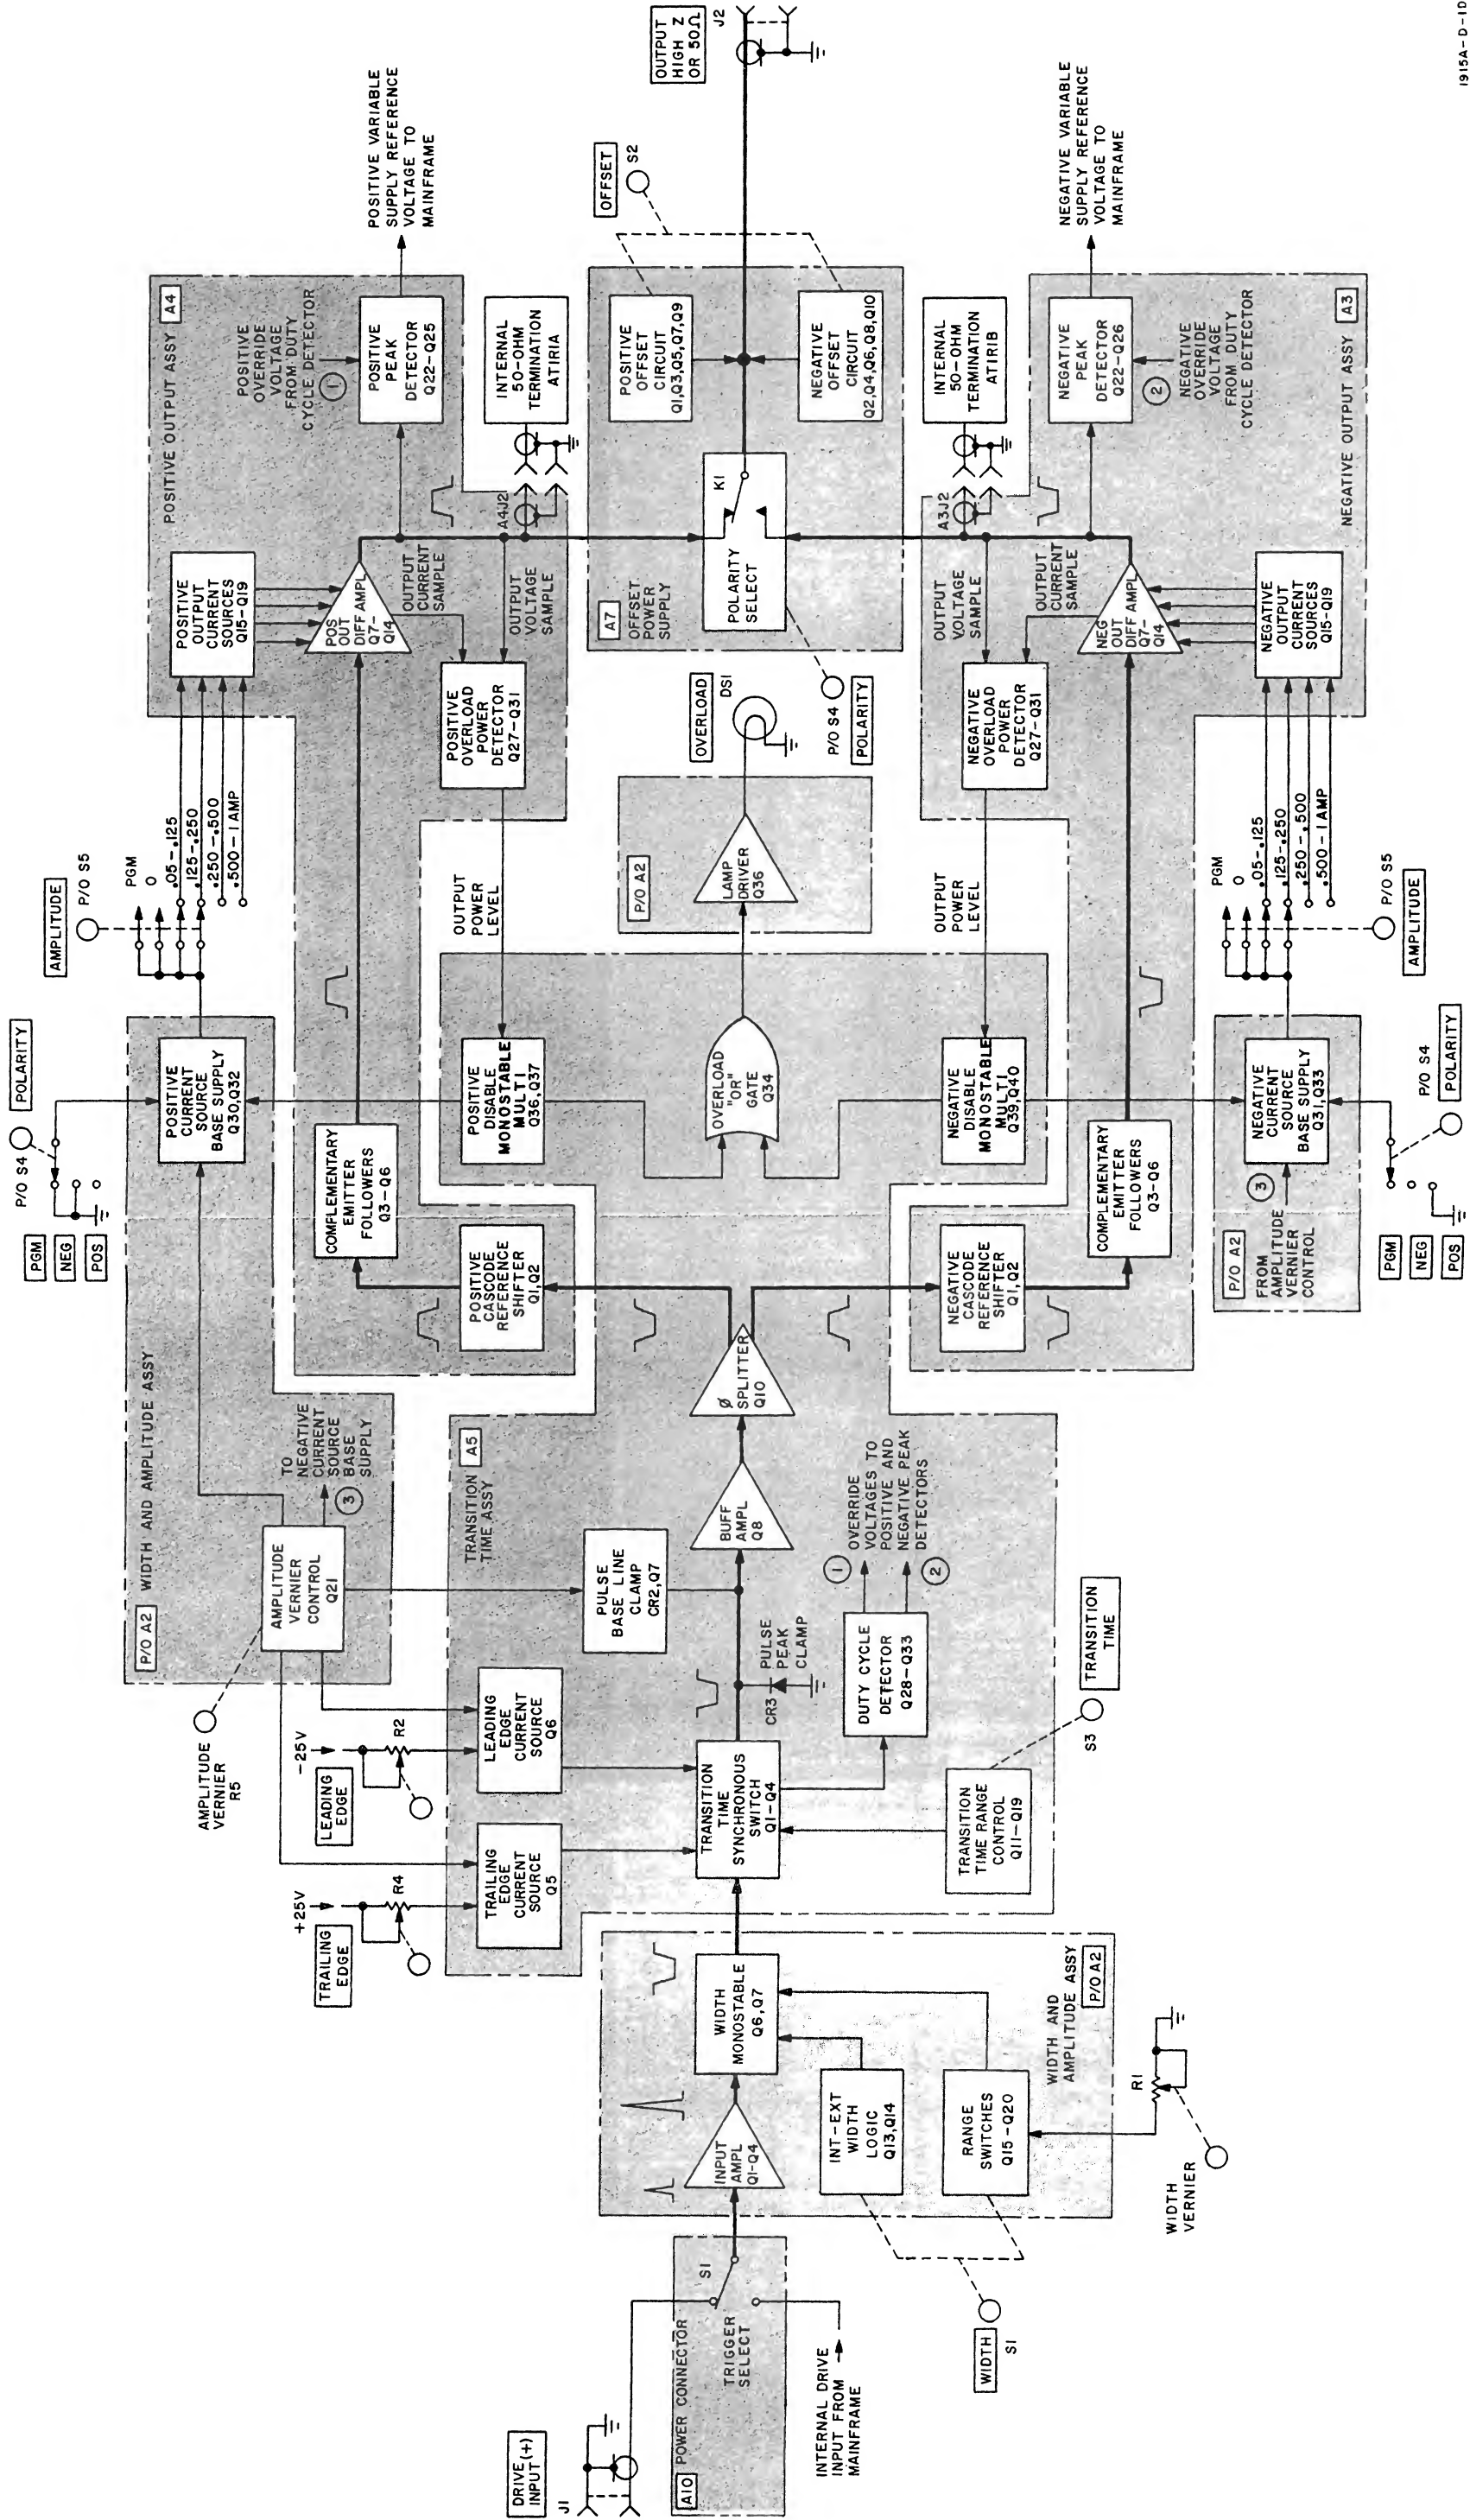 DRIVE
INPUT(+)
J1
A10
POWER CONNECTOR
S1
TRIGGER
SELECT
INTERNAL DRIVE
INPUT FROM
MAINFRAME
WIDTH
S1
INPUT
AMPL
Q1-Q4
WIDTH
MONOSTABLE
Q6,Q7
INT-EXT
WIDTH
LOGIC
Q13,Q14
RANGE
SWITCHES
Q15-Q20
WIDTH AND
AMPLITUDE ASSY
P/O A2
R1
WIDTH
VERNIER
TRAILING
EDGE
+25V
R4
LEADING
EDGE
-25V
R2
AMPLITUDE
VERNIER
R5
TRAILING
EDGE
CURRENT
SOURCE
Q5
LEADING
EDGE
CURRENT
SOURCE
Q6
TRANSITION
TIME
SYNCHRONOUS
SWITCH
Q1-Q4
TRANSITION
TIME RANGE
CONTROL
Q11-Q19
S3
TRANSITION
TIME
CR3
PULSE
PEAK
CLAMP
DUTY CYCLE
DETECTOR
Q28-Q33
1
2
OVERRIDE
VOLTAGES TO
POSITIVE AND
NEGATIVE PEAK
DETECTORS
PULSE
BASE LINE
CLAMP
CR2,Q7
TRANSITION
TIME ASSY
A5
BUFF
AMPL
Q8
Ø
SPLITTER
Q10
P/O A2
WIDTH AND AMPLITUDE ASSY
AMPLITUDE
VERNIER
CONTROL
Q21
3
TO
NEGATIVE
CURRENT
SOURCE
BASE
SUPPLY
PGM
NEG
POS
P/O S4
POLARITY
POSITIVE
CURRENT
SOURCE
BASE SUPPLY
Q30,Q32
AMPLITUDE
P/O S5
PGM
O
.05-.125
.125-.250
.250-.500
.500-1 AMP
POSITIVE
CASCODE
REFERENCE
SHIFTER
Q1,Q2
COMPLEMENTARY
EMITTER
FOLLOWERS
Q3-Q6
POSITIVE
DISABLE
MONOSTABLE
MULTI
Q36,Q37
OVERLOAD
"OR"
GATE
Q34
NEGATIVE
DISABLE
MONOSTABLE
MULTI
Q39,Q40
NEGATIVE
CASCODE
REFERENCE
SHIFTER
Q1,Q2
COMPLEMENTARY
EMITTER
FOLLOWERS
Q3-Q6
P/O A2
FROM
AMPLITUDE
VERNIER
CONTROL
3
NEGATIVE
CURRENT
SOURCE
BASE SUPPLY
Q31,Q33
PGM
NEG
POS
P/O S4
POLARITY
PGM
O
.05-.125
.125-.250
.250-.500
.500-1 AMP
P/O S5
AMPLITUDE
OUTPUT
POWER
LEVEL
OUTPUT
POWER
LEVEL
P/O A2
LAMP
DRIVER
Q36
OVERLOAD
DS1
POSITIVE
OVERLOAD
POWER
DETECTOR
Q27-Q31
NEGATIVE
OVERLOAD
POWER
DETECTOR
Q27-Q31
POSITIVE
OUTPUT
CURRENT
SOURCES
Q15-Q19
POS
OUT
DIFF AMPL
Q7-
Q14
OUTPUT
CURRENT
SAMPLE
OUTPUT
VOLTAGE
SAMPLE
A4J2
POSITIVE OUTPUT ASSY
A4
POSITIVE
OVERRIDE
VOLTAGE
FROM DUTY
CYCLE DETECTOR
1
POSITIVE
PEAK
DETECTOR
Q22-Q25
POSITIVE VARIABLE
SUPPLY REFERENCE
VOLTAGE TO
MAINFRAME
INTERNAL
50-OHM
TERMINATION
AT1R1A
A7
OFFSET
POWER
SUPPLY
POLARITY
SELECT
K1
P/O S4
POLARITY
POSITIVE
OFFSET
CIRCUIT
Q1,Q3,Q5,Q7,Q9
NEGATIVE
OFFSET
CIRCUIT
Q2,Q4,Q6,Q8,Q10
OFFSET
S2
OUTPUT
HIGH Z
OR 50Ω
J2
OUTPUT
VOLTAGE
SAMPLE
OUTPUT
CURRENT
SAMPLE
A3J2
NEG
OUT
DIFF AMPL
Q7-
Q14
NEGATIVE
OUTPUT
CURRENT
SOURCES
Q15-Q19
INTERNAL
50-OHM
TERMINATION
AT1R1B
NEGATIVE
PEAK
DETECTOR
Q22-Q26
2
NEGATIVE
OVERRIDE
VOLTAGE
FROM DUTY
CYCLE DETECTOR
NEGATIVE OUTPUT ASSY
A3
NEGATIVE VARIABLE
SUPPLY REFERENCE
VOLTAGE TO
MAINFRAME
1915A-D-1D